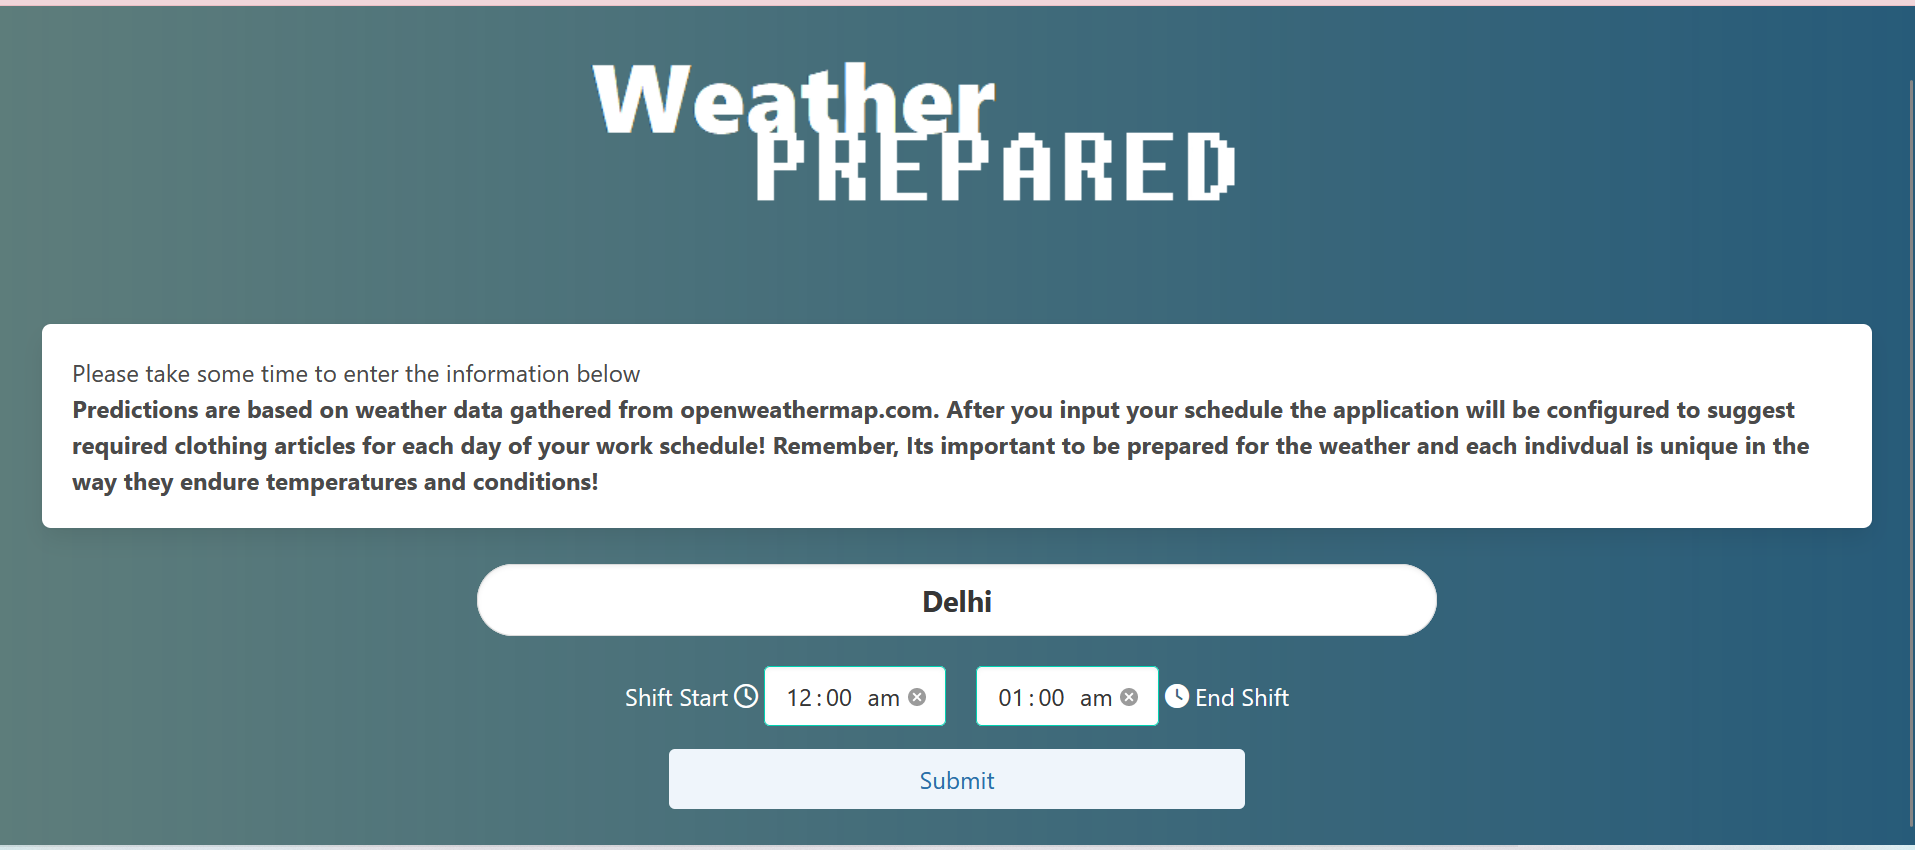 Weather
PREPARED
Please take some time to enter the information below
Predictions are based on weather data gathered from openweathermap.com. After you input your schedule the application will be configured to suggest
required clothing articles for each day of your work schedule! Remember, Its important to be prepared for the weather and each indivdual is unique in the
way they endure temperatures and conditions!
Delhi
Shift Start 12:00 am 01:00 am End Shift
Submit